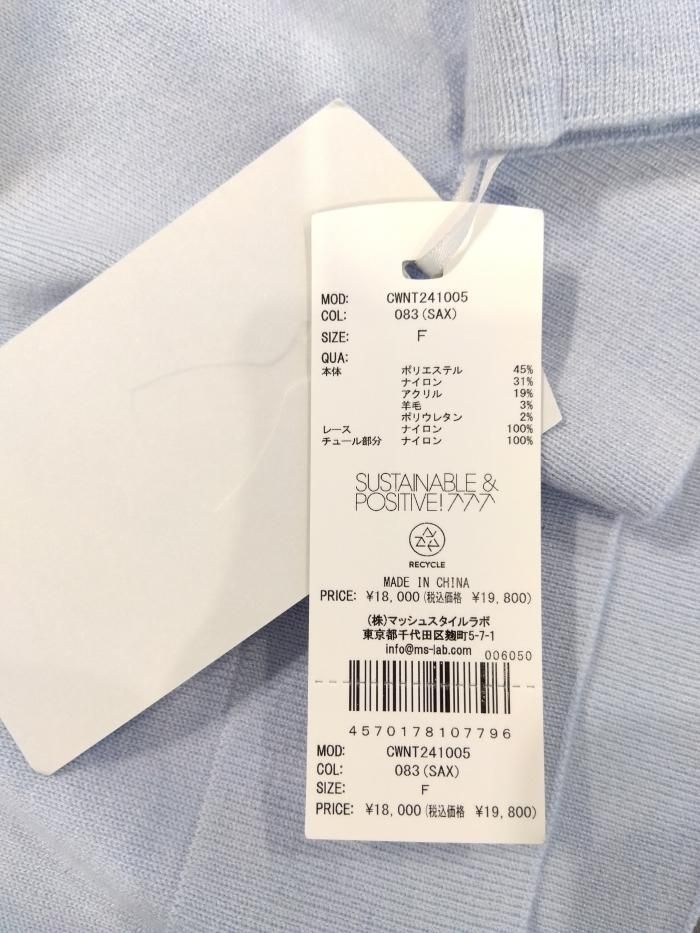 MOD: CWNT241005
COL: 083(SAX)
SIZE: F
QUA:
本体 ポリエステル 45%
ナイロン 31%
アクリル 19%
羊毛 3%
ポリウレタン 2%
レース ナイロン 100%
チュール部分 ナイロン 100%
SUSTAINABLE &
POSITIVE!
RECYCLE
MADE IN CHINA
PRICE: ¥18,000(税込価格 ¥19,800)
(株)マッシュスタイルラボ
東京都千代田区麹町5-7-1
info@ms-lab.com 006050
4570178107796
MOD: CWNT241005
COL: 083(SAX)
SIZE: F
PRICE: ¥18,000(税込価格 ¥19,800)